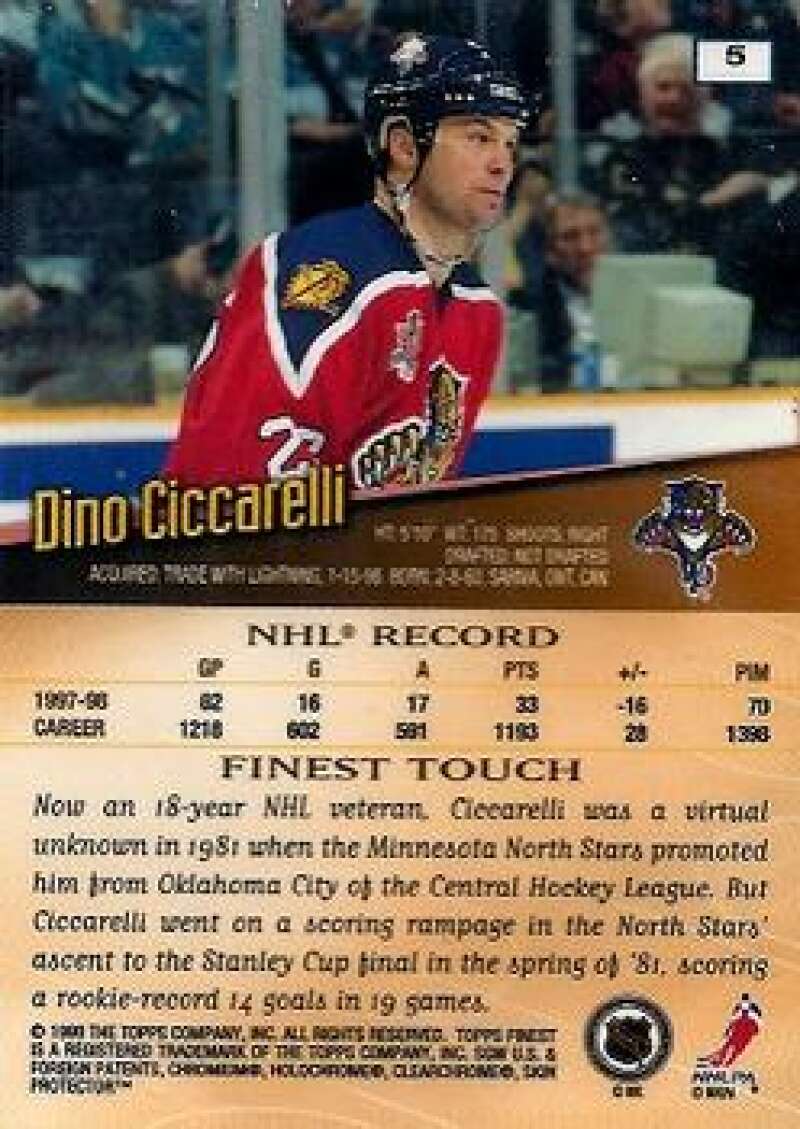 5
2
Dino Ciccarelli
HT: 5'10" WT: 175 SHOOTS: RIGHT
DRAFTED: NOT DRAFTED
ACQUIRED: TRADE WITH LIGHTNING, 1-15-98 BORN: 2-8-60, SARNIA, ONT, CAN
NHL® RECORD
GP G A PTS +/- PIM
1997-98 82 16 17 33 -16 70
CAREER 1218 602 591 1193 28 1398
FINEST TOUCH
Now an 18-year NHL veteran, Ciccarelli was a virtual
unknown in 1981 when the Minnesota North Stars promoted
him from Oklahoma City of the Central Hockey League. But
Ciccarelli went on a scoring rampage in the North Stars'
ascent to the Stanley Cup final in the spring of '81, scoring
a rookie-record 14 goals in 19 games.
© 1998 THE TOPPS COMPANY, INC. ALL RIGHTS RESERVED. TOPPS FINEST
IS A REGISTERED TRADEMARK OF THE TOPPS COMPANY, INC. SGM U.S. &
FOREIGN PATENTS, CHROMIUM®, HOLOCHROME®, CLEARCHROME®, SKIN
PROTECTOR™
NHLPA